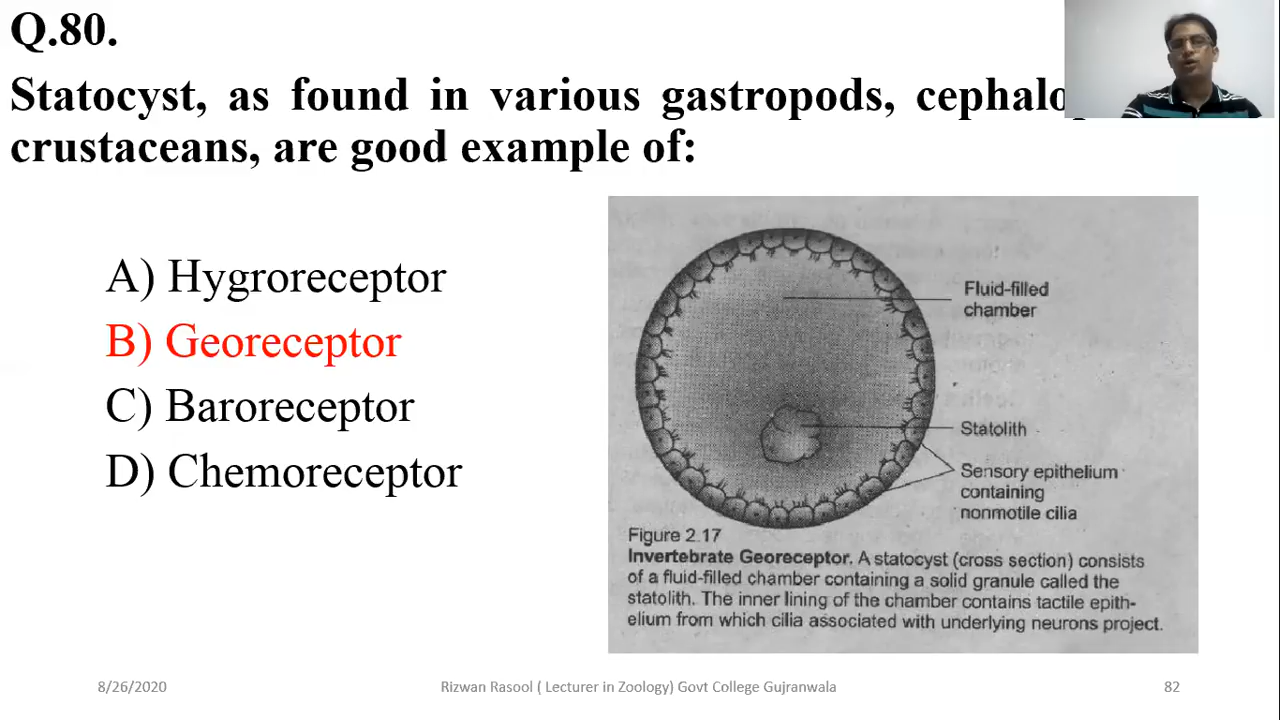 Q.80.
Statocyst, as found in various gastropods,
crustaceans, are good example of:
A) Hygroreceptor
B) Georeceptor
C) Baroreceptor
D) Chemoreceptor
Fluid-filled
chamber
Statolith
Sensory epithelium
containing
nonmotile cilia
Figure 2.17
Invertebrate Georeceptor. A statocyst (cross section) consists
of a fluid-filled chamber containing a solid granule called the
statolith. The inner lining of the chamber contains tactile epith-
elium from which cilia associated with underlying neurons project.
8/26/2020
Rizwan Rasool ( Lecturer in Zoology) Govt College Gujranwala
82